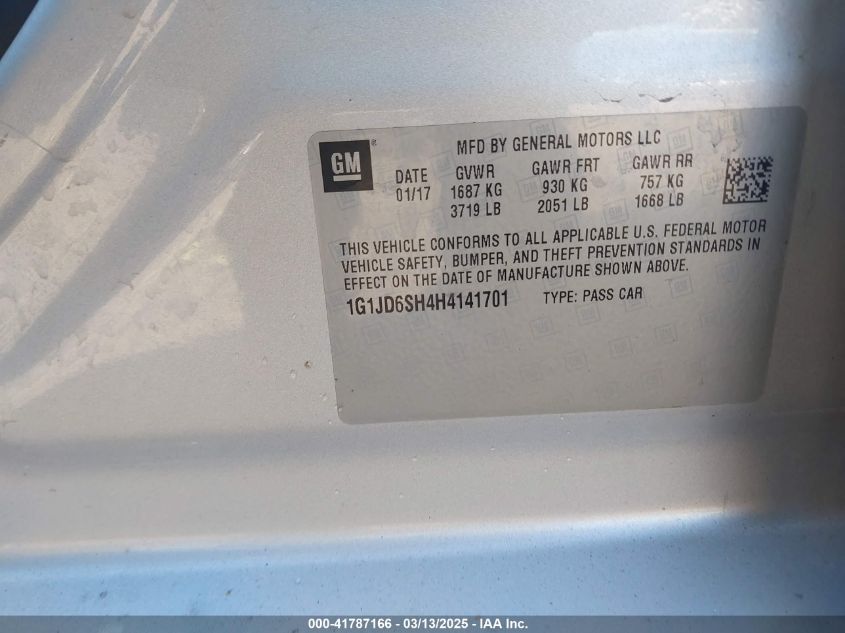 GM
®
MFD BY GENERAL MOTORS LLC
DATE GVWR GAWR FRT GAWR RR
01/17 1687 KG 930 KG 757 KG
3719 LB 2051 LB 1668 LB
THIS VEHICLE CONFORMS TO ALL APPLICABLE U.S. FEDERAL MOTOR
VEHICLE SAFETY, BUMPER, AND THEFT PREVENTION STANDARDS IN
EFFECT ON THE DATE OF MANUFACTURE SHOWN ABOVE.
1G1JD6SH4H4141701 TYPE: PASS CAR
000-41787166 - 03/13/2025 - IAA Inc.